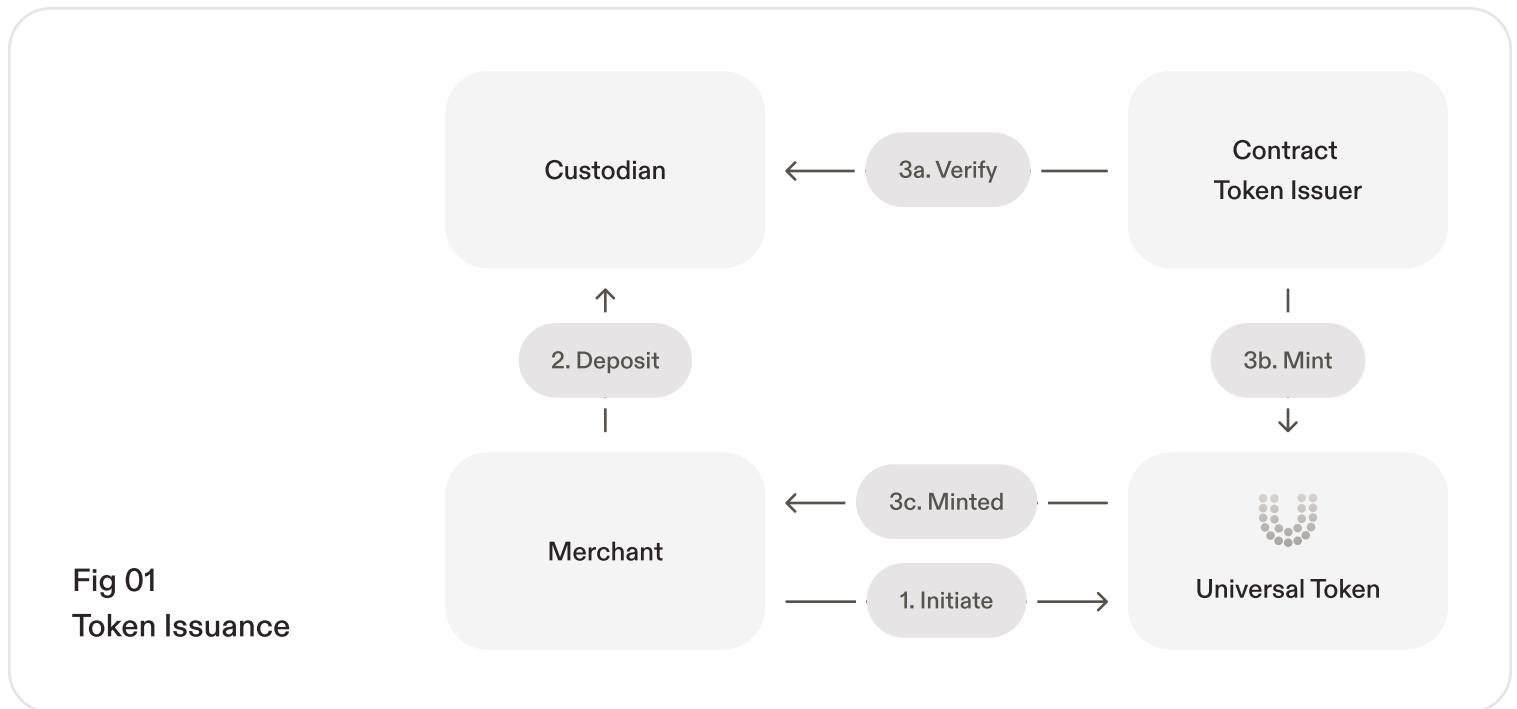 Custodian
3a. Verify
Contract
Token Issuer
2. Deposit
3b. Mint
Merchant
3c. Minted
1. Initiate
Universal Token
Fig 01
Token Issuance